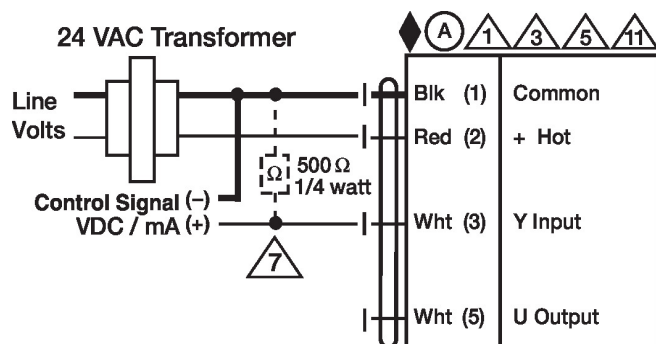 24 VAC Transformer
A 1 3 5 11
Line
Volts
Blk (1) Common
Red (2) + Hot
Ω 500 Ω
1/4 watt
Control Signal (–)
VDC / mA (+)
Wht (3) Y Input
7
Wht (5) U Output